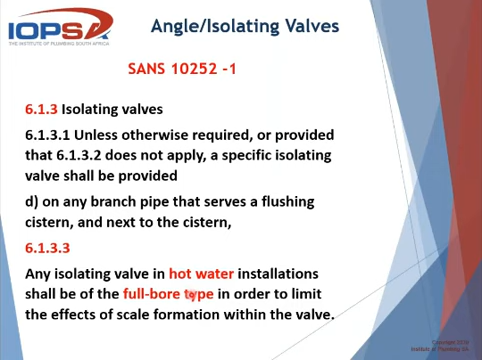 IOPSA
THE INSTITUTE OF PLUMBING SOUTH AFRICA
Angle/Isolating Valves
SANS 10252 -1
6.1.3 Isolating valves
6.1.3.1 Unless otherwise required, or provided
that 6.1.3.2 does not apply, a specific isolating
valve shall be provided
d) on any branch pipe that serves a flushing
cistern, and next to the cistern,
6.1.3.3
Any isolating valve in hot water installations
shall be of the full-bore type in order to limit
the effects of scale formation within the valve.
Institute of Plumbing SA